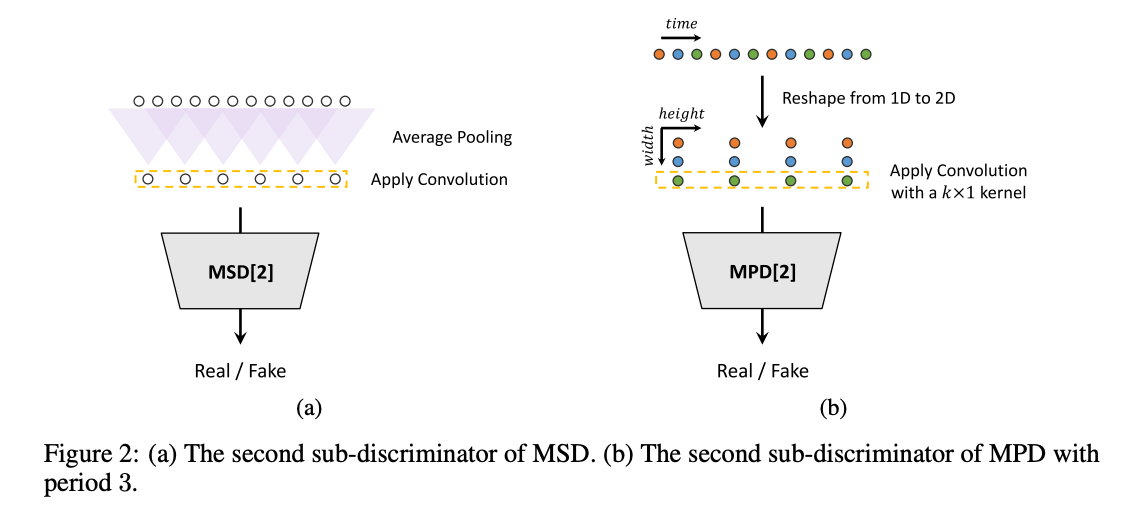 Average Pooling
Apply Convolution
MSD[2]
Real / Fake
(a)
time
Reshape from 1D to 2D
height
width
Apply Convolution
with a k×1 kernel
MPD[2]
Real / Fake
(b)
Figure 2: (a) The second sub-discriminator of MSD. (b) The second sub-discriminator of MPD with
period 3.